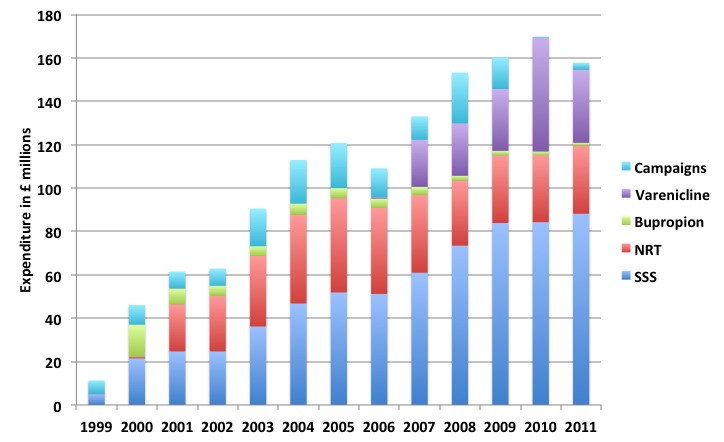 180
160
140
120
100
80
60
40
20
0
Expenditure in £ millions
1999 2000 2001 2002 2003 2004 2005 2006 2007 2008 2009 2010 2011
Campaigns
Varenicline
Bupropion
NRT
SSS